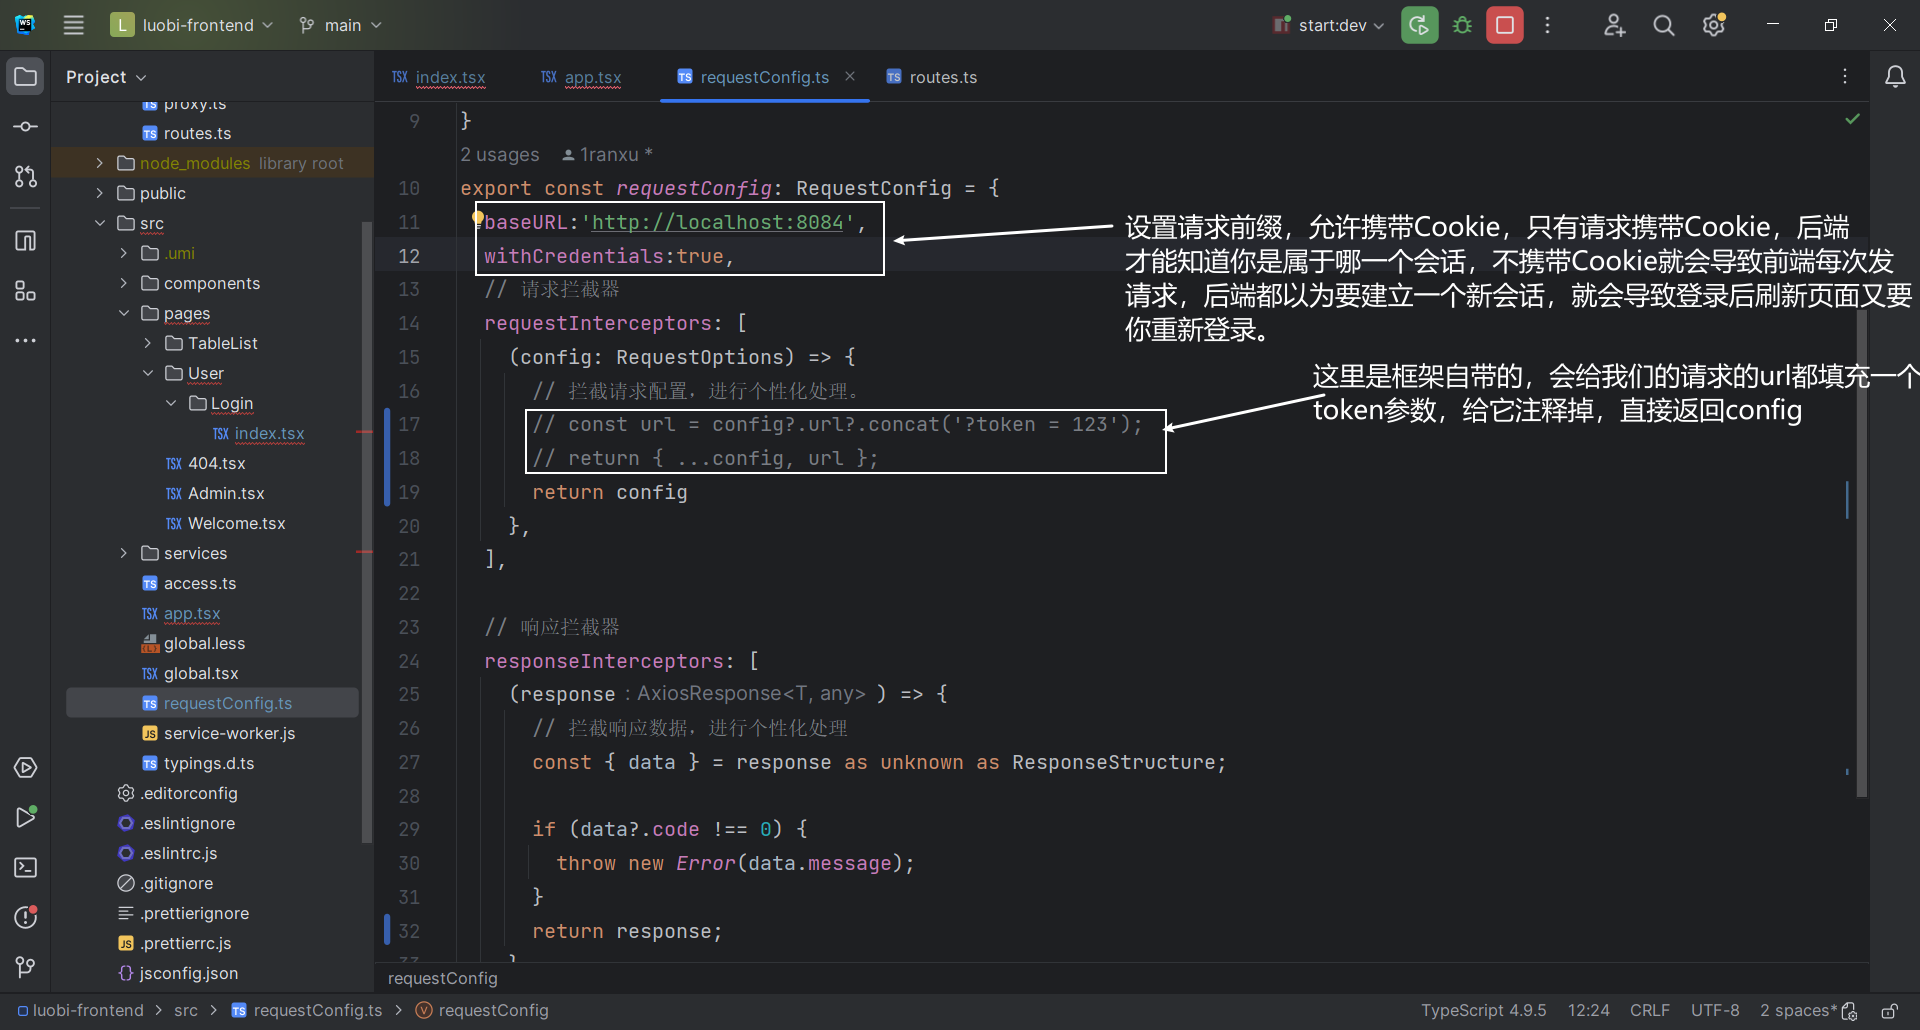 L luobi-frontend main start:dev
Project
index.tsx app.tsx requestConfig.ts routes.ts
proxy.ts
routes.ts
node_modules library root
public
src
.umi
components
pages
TableList
User
Login
index.tsx
404.tsx
Admin.tsx
Welcome.tsx
services
access.ts
app.tsx
global.less
global.tsx
requestConfig.ts
service-worker.js
typings.d.ts
.editorconfig
.eslintignore
.eslintrc.js
.gitignore
.prettierignore
.prettierrc.js
jsconfig.json
9 }
2 usages 1ranxu *
10 export const requestConfig: RequestConfig = {
11 baseURL:'http://localhost:8084',
12 withCredentials:true,
13 // 请求拦截器
14 requestInterceptors: [
15 (config: RequestOptions) => {
16 // 拦截请求配置，进行个性化处理。
17 // const url = config?.url?.concat('?token = 123');
18 // return { ...config, url };
19 return config
20 },
21 ],
22
23 // 响应拦截器
24 responseInterceptors: [
25 (response : AxiosResponse<T, any> ) => {
26 // 拦截响应数据，进行个性化处理
27 const { data } = response as unknown as ResponseStructure;
28
29 if (data?.code !== 0) {
30 throw new Error(data.message);
31 }
32 return response;
33 }
设置请求前缀，允许携带Cookie，只有请求携带Cookie，后端
才能知道你是属于哪一个会话，不携带Cookie就会导致前端每次发
请求，后端都以为要建立一个新会话，就会导致登录后刷新页面又要
你重新登录。
这里是框架自带的，会给我们的请求的url都填充一个
token参数，给它注释掉，直接返回config
requestConfig
luobi-frontend > src > requestConfig.ts > requestConfig
TypeScript 4.9.5 12:24 CRLF UTF-8 2 spaces*